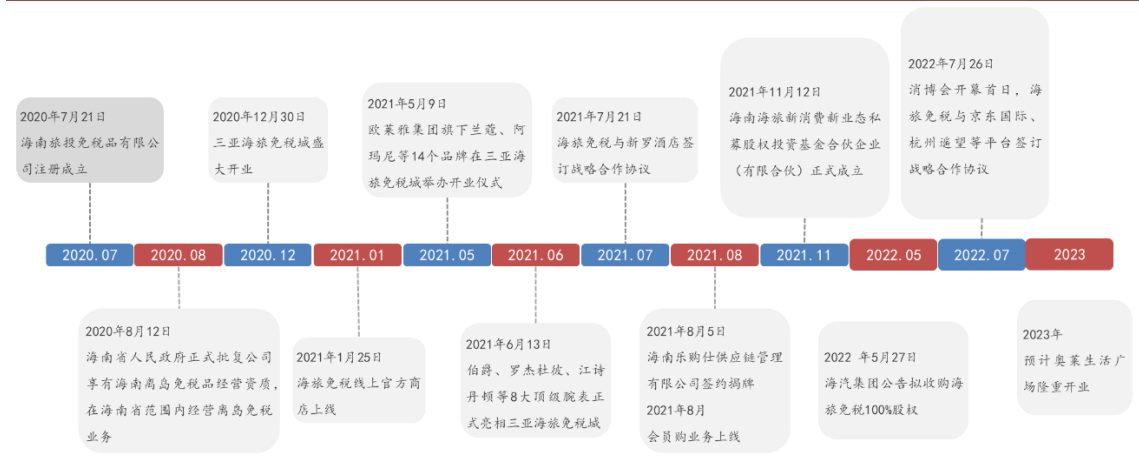 2020年7月21日
海南旅投免税品有限公
司注册成立
2020年12月30日
三亚海旅免税城盛
大开业
2021年5月9日
欧莱雅集团旗下兰蔻、阿
玛尼等14个品牌在三亚海
旅免税城举办开业仪式
2021年7月21日
海旅免税与新罗酒店签
订战略合作协议
2021年11月12日
海南海旅新消费新业态私
募股权投资基金合伙企业
（有限合伙）正式成立
2022年7月26日
消博会开幕首日，海
旅免税与京东国际、
杭州遥望等平台签订
战略合作协议
2020.07 2020.08 2020.12 2021.01 2021.05 2021.06 2021.07 2021.08 2021.11 2022.05 2022.07 2023
2020年8月12日
海南省人民政府正式批复公司
享有海南离岛免税品经营资质，
在海南省范围内经营离岛免税
业务
2021年1月25日
海旅免税线上官方商
店上线
2021年6月13日
伯爵、罗杰杜彼、江诗
丹顿等8大顶级腕表正
式亮相三亚海旅免税城
2021年8月5日
海南乐购仕供应链管理
有限公司签约揭牌
2021年8月
会员购业务上线
2022 年5月27日
海汽集团公告拟收购海
旅免税100%股权
2023年
预计奥莱生活广
场隆重开业